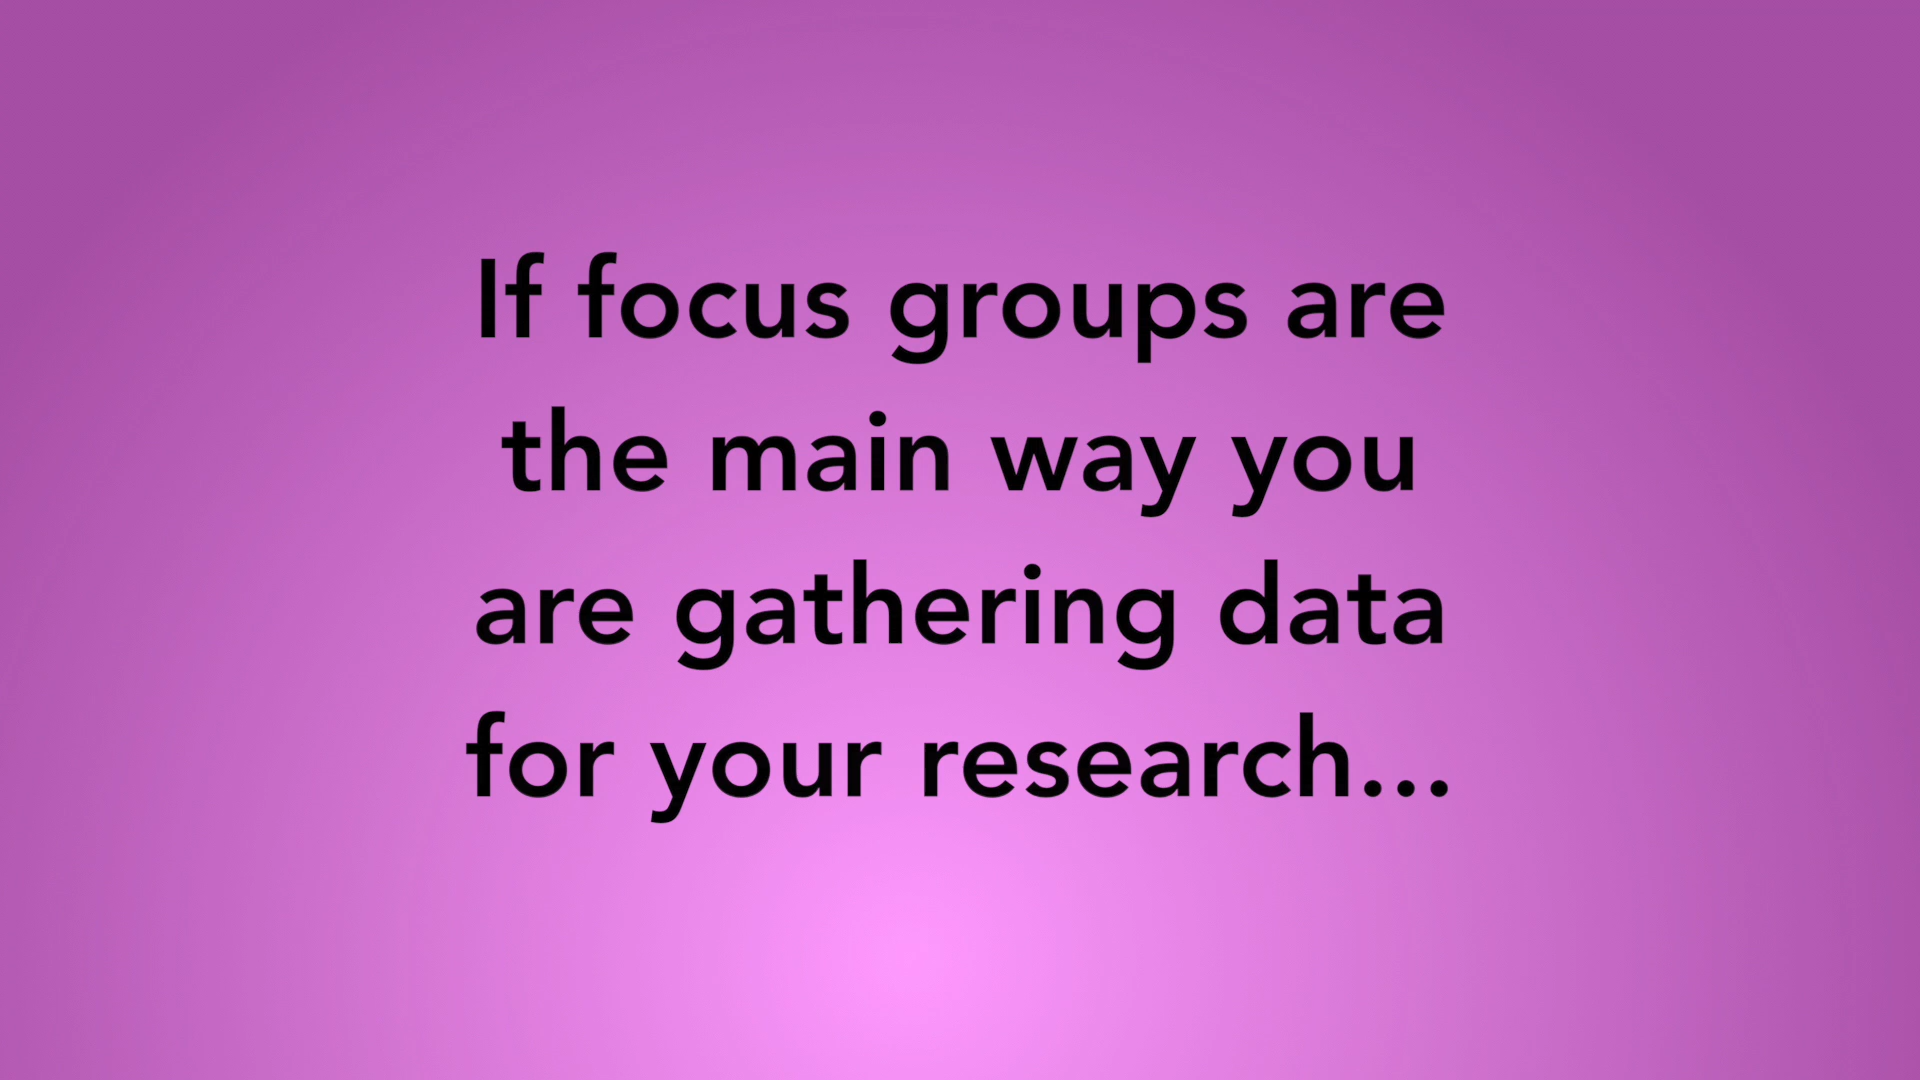 If focus groups are
the main way you
are gathering data
for your research...